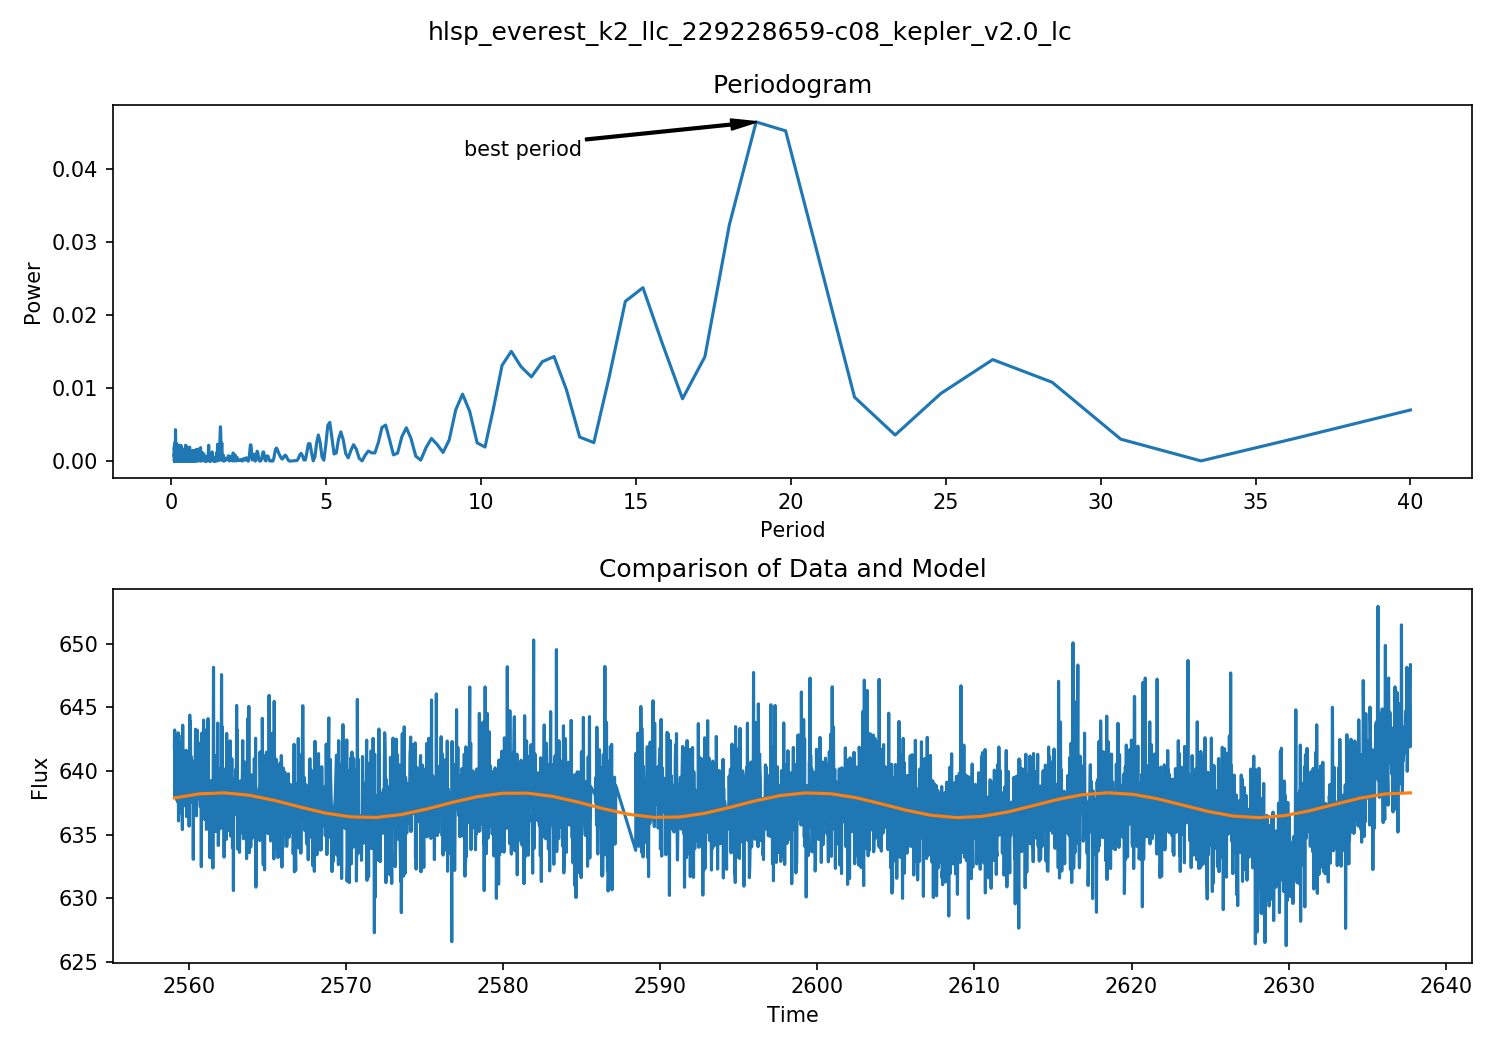 hlsp_everest_k2_llc_229228659-c08_kepler_v2.0_lc
Periodogram
best period
Power
0.04
0.03
0.02
0.01
0.00
0 5 10 15 20 25 30 35 40
Period
Comparison of Data and Model
Flux
650
645
640
635
630
625
2560 2570 2580 2590 2600 2610 2620 2630 2640
Time